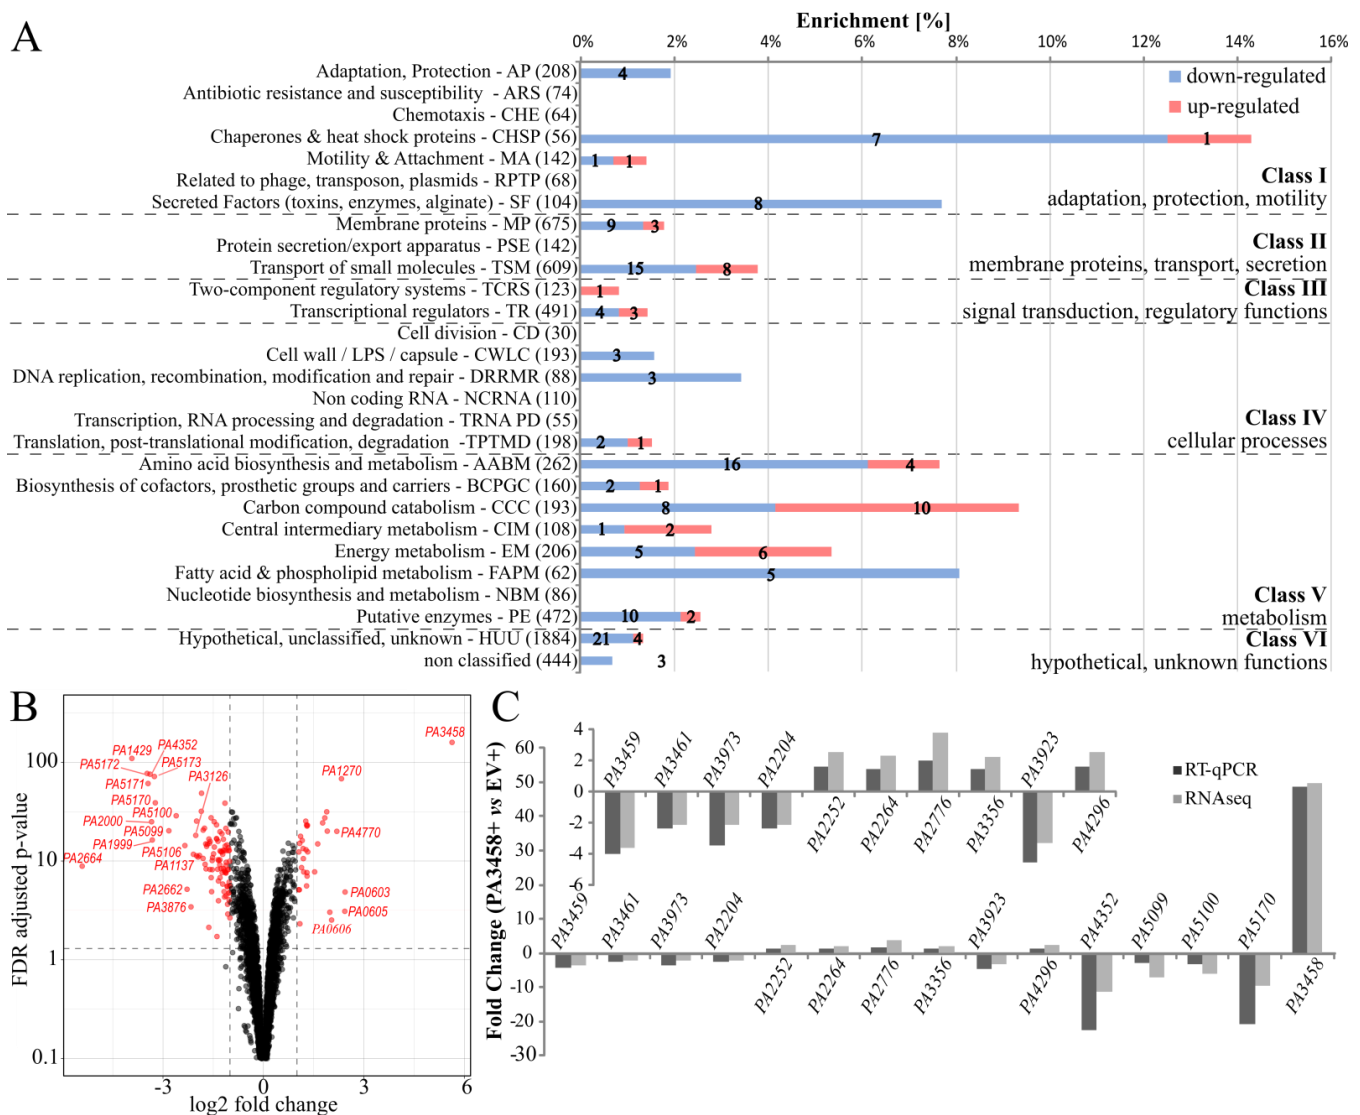 A
Enrichment [%]
0% 2% 4% 6% 8% 10% 12% 14% 16%
Adaptation, Protection - AP (208) 4
down-regulated
Antibiotic resistance and susceptibility - ARS (74)
up-regulated
Chemotaxis - CHE (64)
Chaperones & heat shock proteins - CHSP (56) 7 1
Motility & Attachment - MA (142) 1 1
Related to phage, transposon, plasmids - RPTP (68)
Class I
Secreted Factors (toxins, enzymes, alginate) - SF (104) 8
adaptation, protection, motility
Membrane proteins - MP (675) 9 3
Protein secretion/export apparatus - PSE (142)
Class II
Transport of small molecules - TSM (609) 15 8
membrane proteins, transport, secretion
Two-component regulatory systems - TCRS (123) 1
Class III
Transcriptional regulators - TR (491) 4 3
signal transduction, regulatory functions
Cell division - CD (30)
Cell wall / LPS / capsule - CWLC (193) 3
DNA replication, recombination, modification and repair - DRRMR (88) 3
Non coding RNA - NCRNA (110)
Transcription, RNA processing and degradation - TRNA PD (55)
Class IV
Translation, post-translational modification, degradation -TPTMD (198) 2 1
cellular processes
Amino acid biosynthesis and metabolism - AABM (262) 16 4
Biosynthesis of cofactors, prosthetic groups and carriers - BCPGC (160) 2 1
Carbon compound catabolism - CCC (193) 8 10
Central intermediary metabolism - CIM (108) 1 2
Energy metabolism - EM (206) 5 6
Fatty acid & phospholipid metabolism - FAPM (62) 5
Nucleotide biosynthesis and metabolism - NBM (86)
Class V
Putative enzymes - PE (472) 10 2
metabolism
Hypothetical, unclassified, unknown - HUU (1884) 21 4
Class VI
non classified (444) 3
hypothetical, unknown functions
B
FDR adjusted p-value
100
10
1
0.1
-3 0 3 6
log2 fold change
PA3458
PA1429
PA4352
PA5172
PA5173
PA5171
PA3126
PA1270
PA5170
PA5100
PA2000
PA5099
PA4770
PA1999
PA5106
PA2664
PA1137
PA2662
PA0603
PA3876
PA0605
PA0606
C
Fold Change (PA3458+ vs EV+)
60
50
40
30
20
10
0
-10
-20
-30
4
2
0
-2
-4
-6
PA3459
PA3461
PA3973
PA2204
PA2252
PA2264
PA2776
PA3356
PA3923
PA4296
RT-qPCR
RNAseq
PA3459
PA3461
PA3973
PA2204
PA2252
PA2264
PA2776
PA3356
PA3923
PA4296
PA4352
PA5099
PA5100
PA5170
PA3458